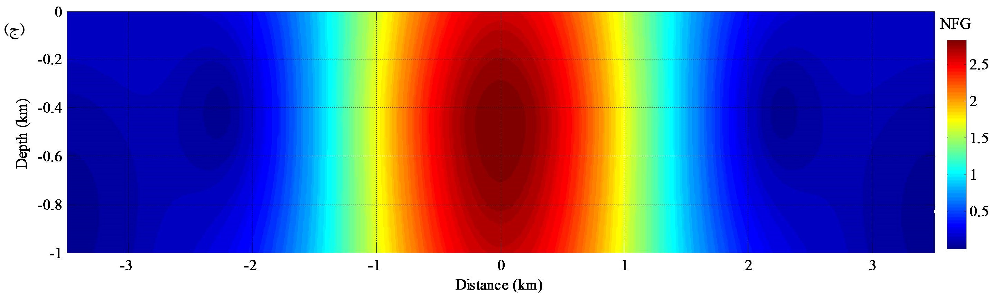 (ج)
0
-0.2
-0.4
-0.6
-0.8
-1
Depth (km)
-3 -2 -1 0 1 2 3
Distance (km)
NFG
2.5
2
1.5
1
0.5